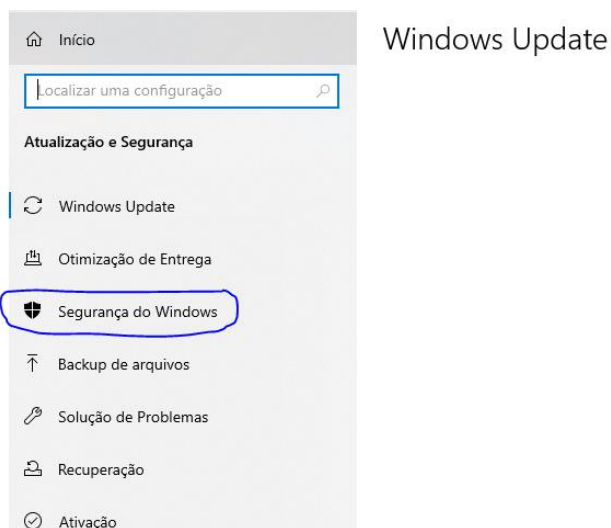 Início
Windows Update
Localizar uma configuração
Atualização e Segurança
Windows Update
Otimização de Entrega
Segurança do Windows
Backup de arquivos
Solução de Problemas
Recuperação
Ativação